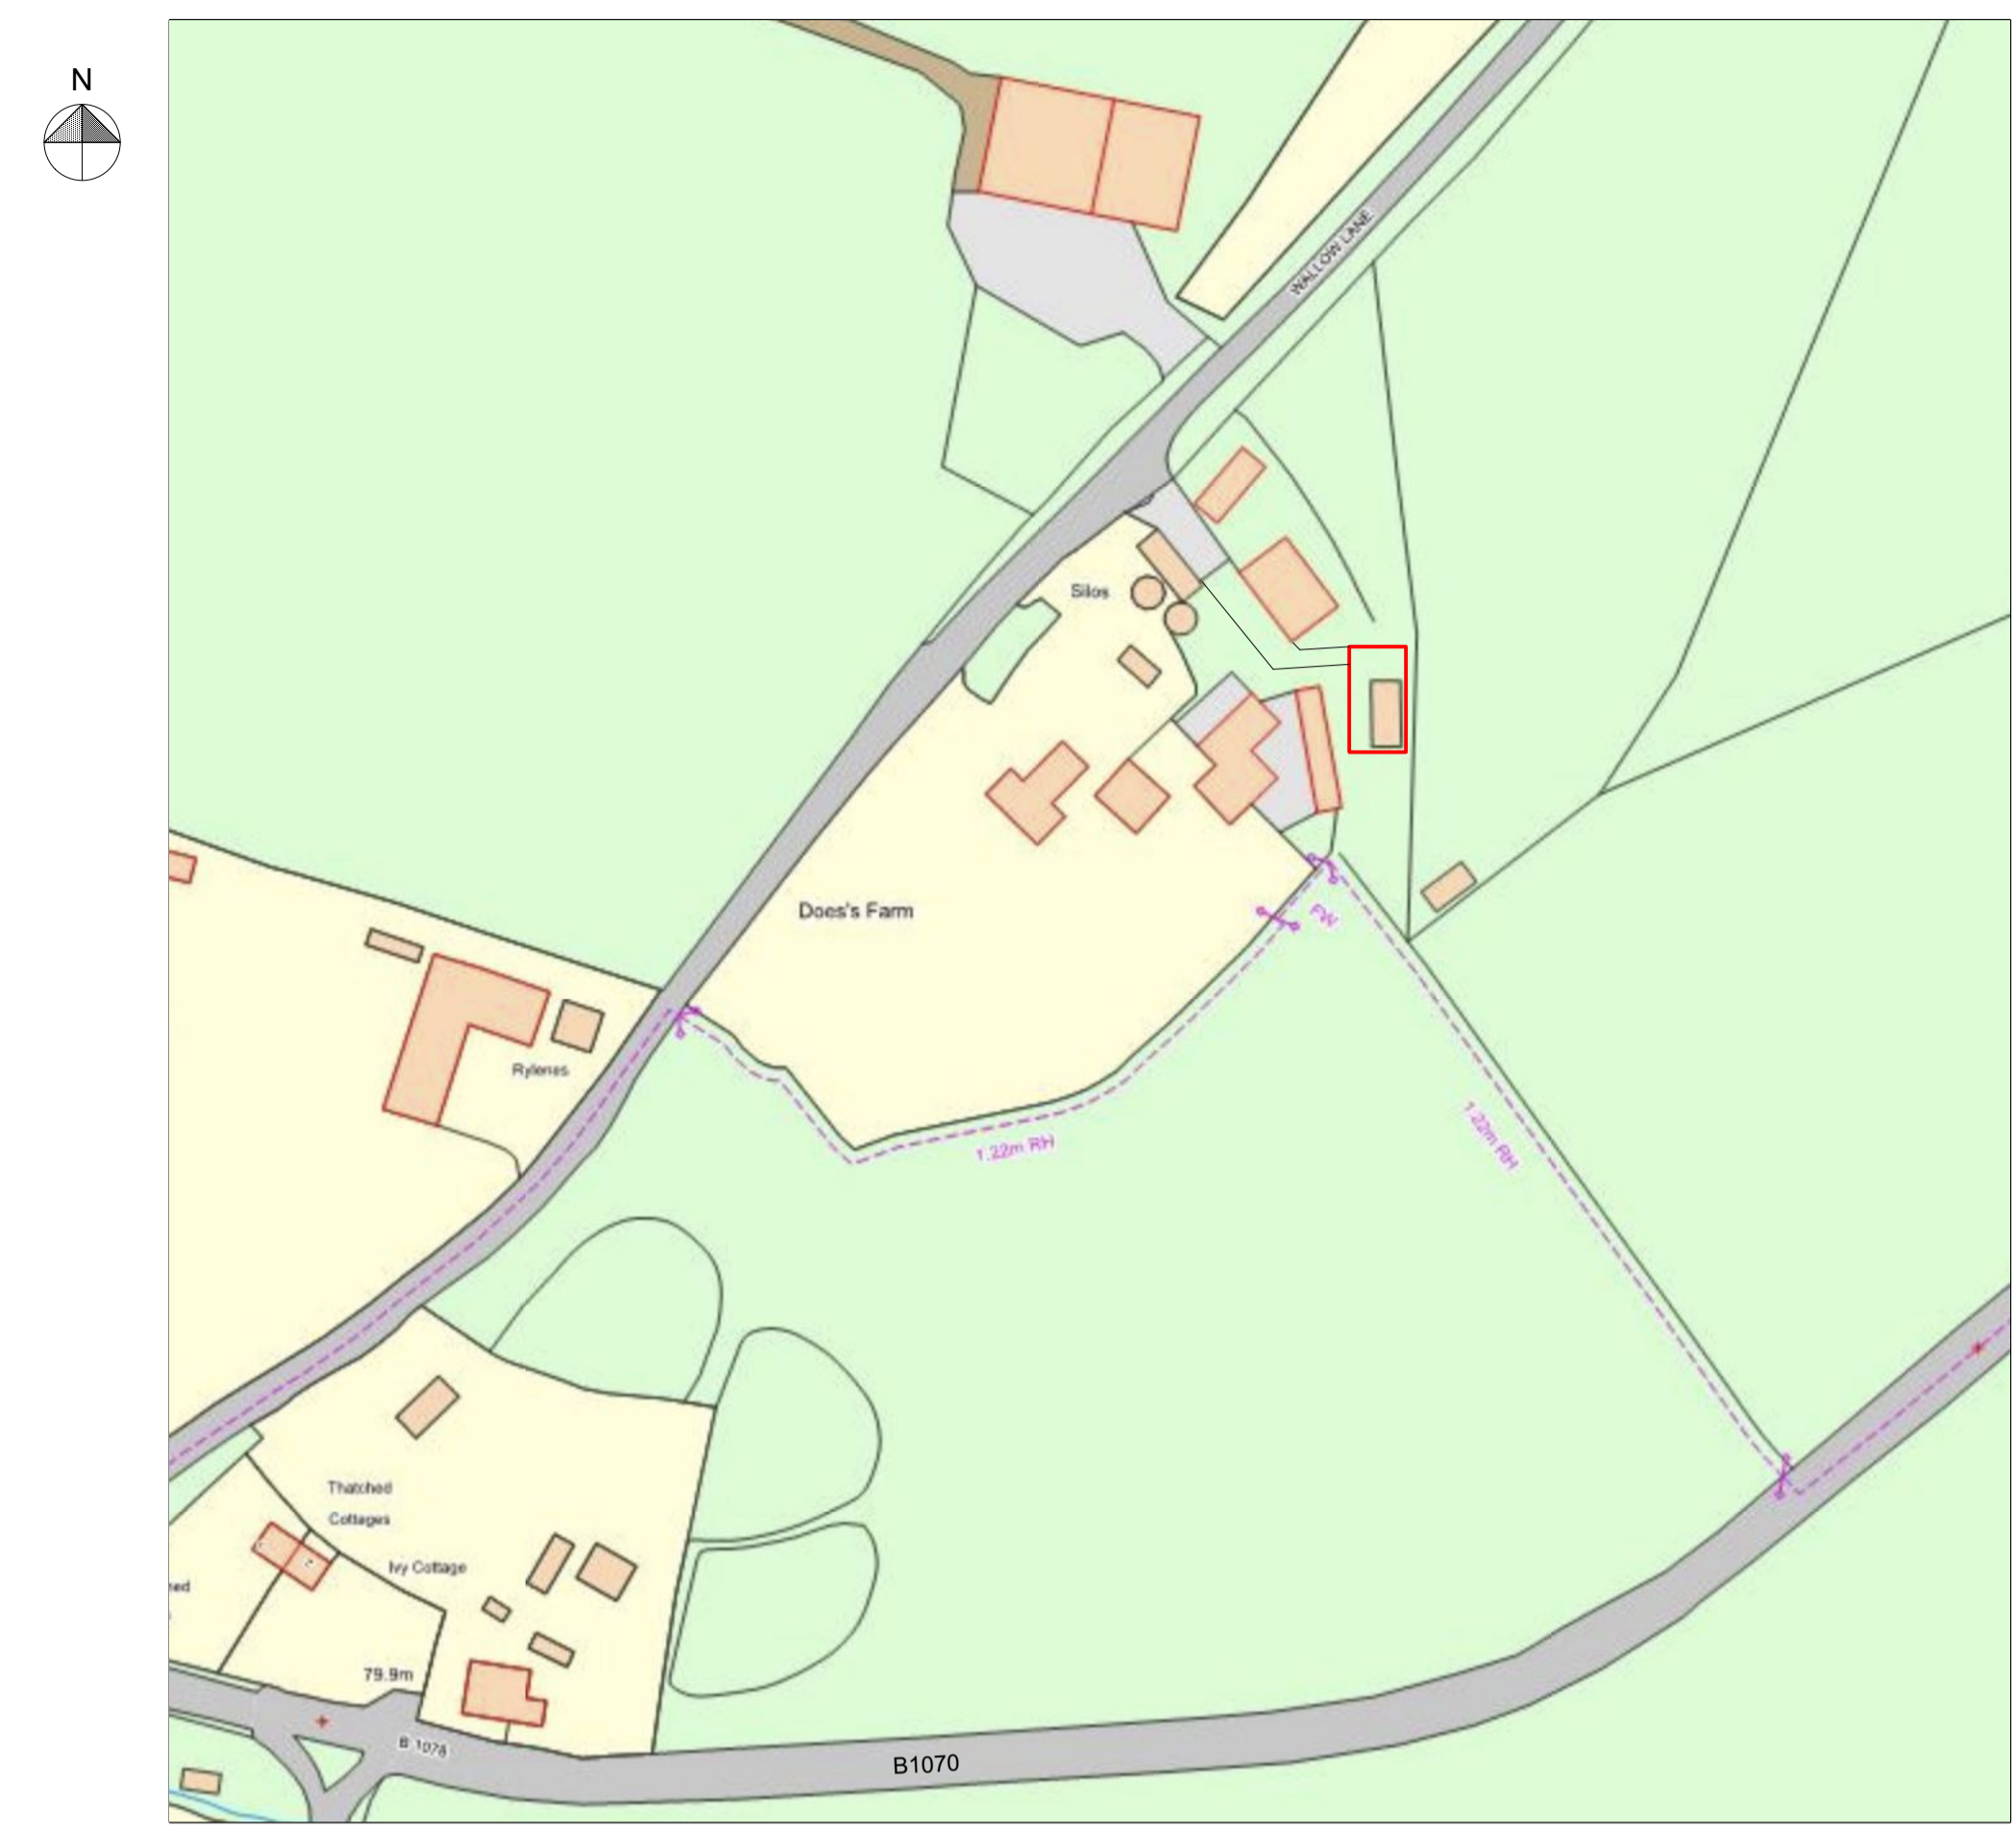 N
WALLOW LANE
Silos
Does's Farm
FW
Rylenes
1.22m RH
1.22m RH
Thatched
Cottages
Ivy Cottage
2
79.9m
B 1078
B1070